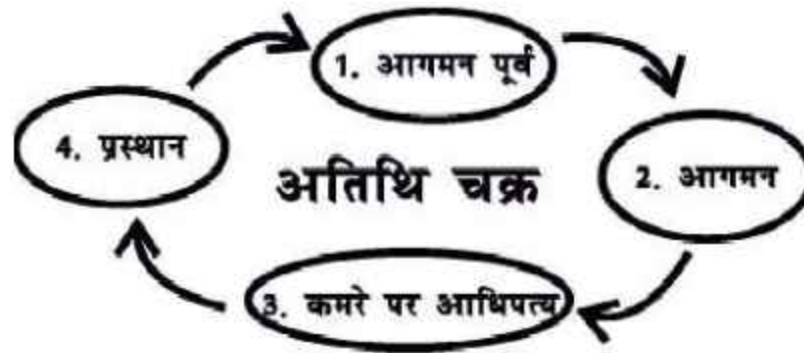 1. आगमन पूर्व
4. प्रस्थान
अतिथि चक्र
2. आगमन
3. कमरे पर आधिपत्य